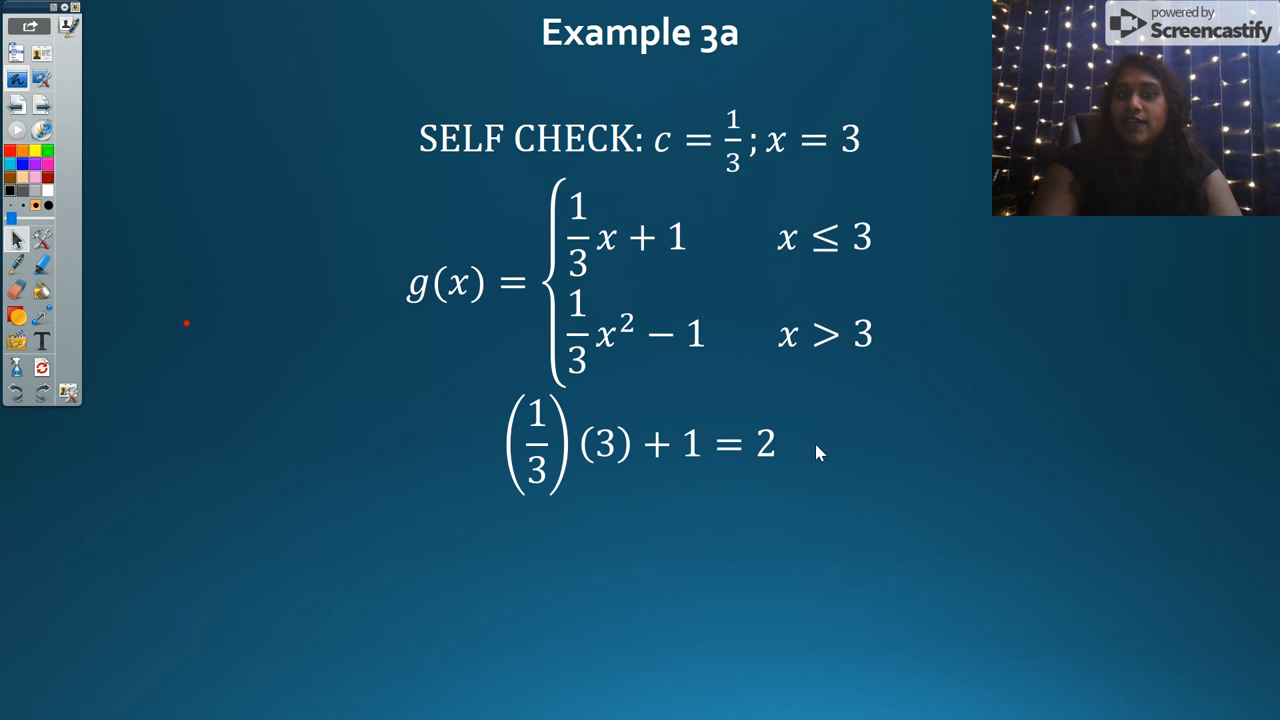 Example 3a
powered by
Screencastify
SELF CHECK: c = 1/3; x = 3
g(x) = { 1/3 x + 1 x ≤ 3
1/3 x² − 1 x > 3
(1/3)(3) + 1 = 2